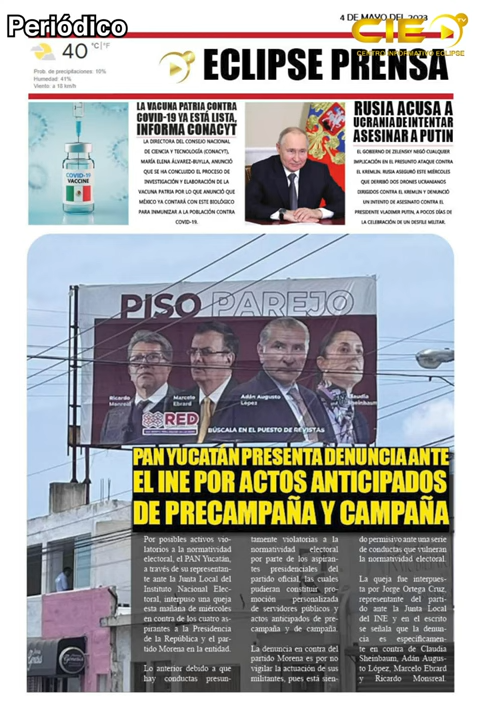 Periódico
4 DE MAYO DEL 2023
CIE TV
CENTRO INFORMATIVO ECLIPSE
40 °C | °F
Prob. de precipitaciones: 10%
Humedad: 41%
Viento: a 18 km/h
ECLIPSE PRENSA
LA VACUNA PATRIA CONTRA
COVID-19 YA ESTÁ LISTA,
INFORMA CONACYT
LA DIRECTORA DEL CONSEJO NACIONAL
DE CIENCIA Y TECNOLOGÍA (CONACYT),
MARÍA ELENA ÁLVAREZ-BUYLLA, ANUNCIÓ
QUE SE HA CONCLUIDO EL PROCESO DE
INVESTIGACIÓN Y ELABORACIÓN DE LA
VACUNA PATRIA POR LO QUE ANUNCIÓ QUE
MÉXICO YA CONTARÁ CON ESTE BIOLÓGICO
PARA INMUNIZAR A LA POBLACIÓN CONTRA
COVID-19.
COVID-19
VACCINE
RUSIA ACUSA A
UCRANIA DE INTENTAR
ASESINAR A PUTIN
EL GOBIERNO DE ZELENSKY NEGÓ CUALQUIER
IMPLICACIÓN EN EL PRESUNTO ATAQUE CONTRA
EL KREMLIN. RUSIA ASEGURÓ ESTE MIÉRCOLES
QUE DERRIBÓ DOS DRONES UCRANIANOS
DIRIGIDOS CONTRA EL KREMLIN Y DENUNCIÓ
UN INTENTO DE ASESINATO CONTRA EL
PRESIDENTE VLADIMIR PUTIN, A POCOS DÍAS DE
LA CELEBRACIÓN DE UN DESFILE MILITAR.
PISO PAREJO
Ricardo
Monreal
Marcelo
Ebrard
Adán Augusto
López
Claudia
Sheinbaum
RED
BÚSCALA EN EL PUESTO DE REVISTAS
PAN YUCATÁN PRESENTA DENUNCIA ANTE
EL INE POR ACTOS ANTICIPADOS
DE PRECAMPAÑA Y CAMPAÑA
Por posibles actos vio-
latorios a la normatividad
electoral, el PAN Yucatán,
a través de su representan-
te ante la Junta Local del
Instituto Nacional Elec-
toral, interpuso una queja
esta mañana de miércoles
en contra de los cuatro as-
pirantes a la Presidencia
de la República y el par-
tido Morena en la entidad.
Lo anterior debido a que
hay conductas presun-
tamente violatorias a la
normatividad electoral
por parte de los aspiran-
tes presidenciales del
partido oficial, las cuales
pudieran constituir pro-
moción personalizada
de servidores públicos y
actos anticipados de pre-
campaña y de campaña.
La denuncia en contra del
partido Morena es por no
vigilar la actuación de sus
militantes, pues está sien-
do permisivo ante una serie
de conductas que vulneran
la normatividad electoral.
La queja fue interpues-
ta por Jorge Ortega Cruz,
representante del parti-
do ante la Junta Local
del INE y en el escrito
se señala que la denun-
cia es específicamen-
te en contra de Claudia
Sheinbaum, Adán Augus-
to López, Marcelo Ebrard
y Ricardo Monreal.